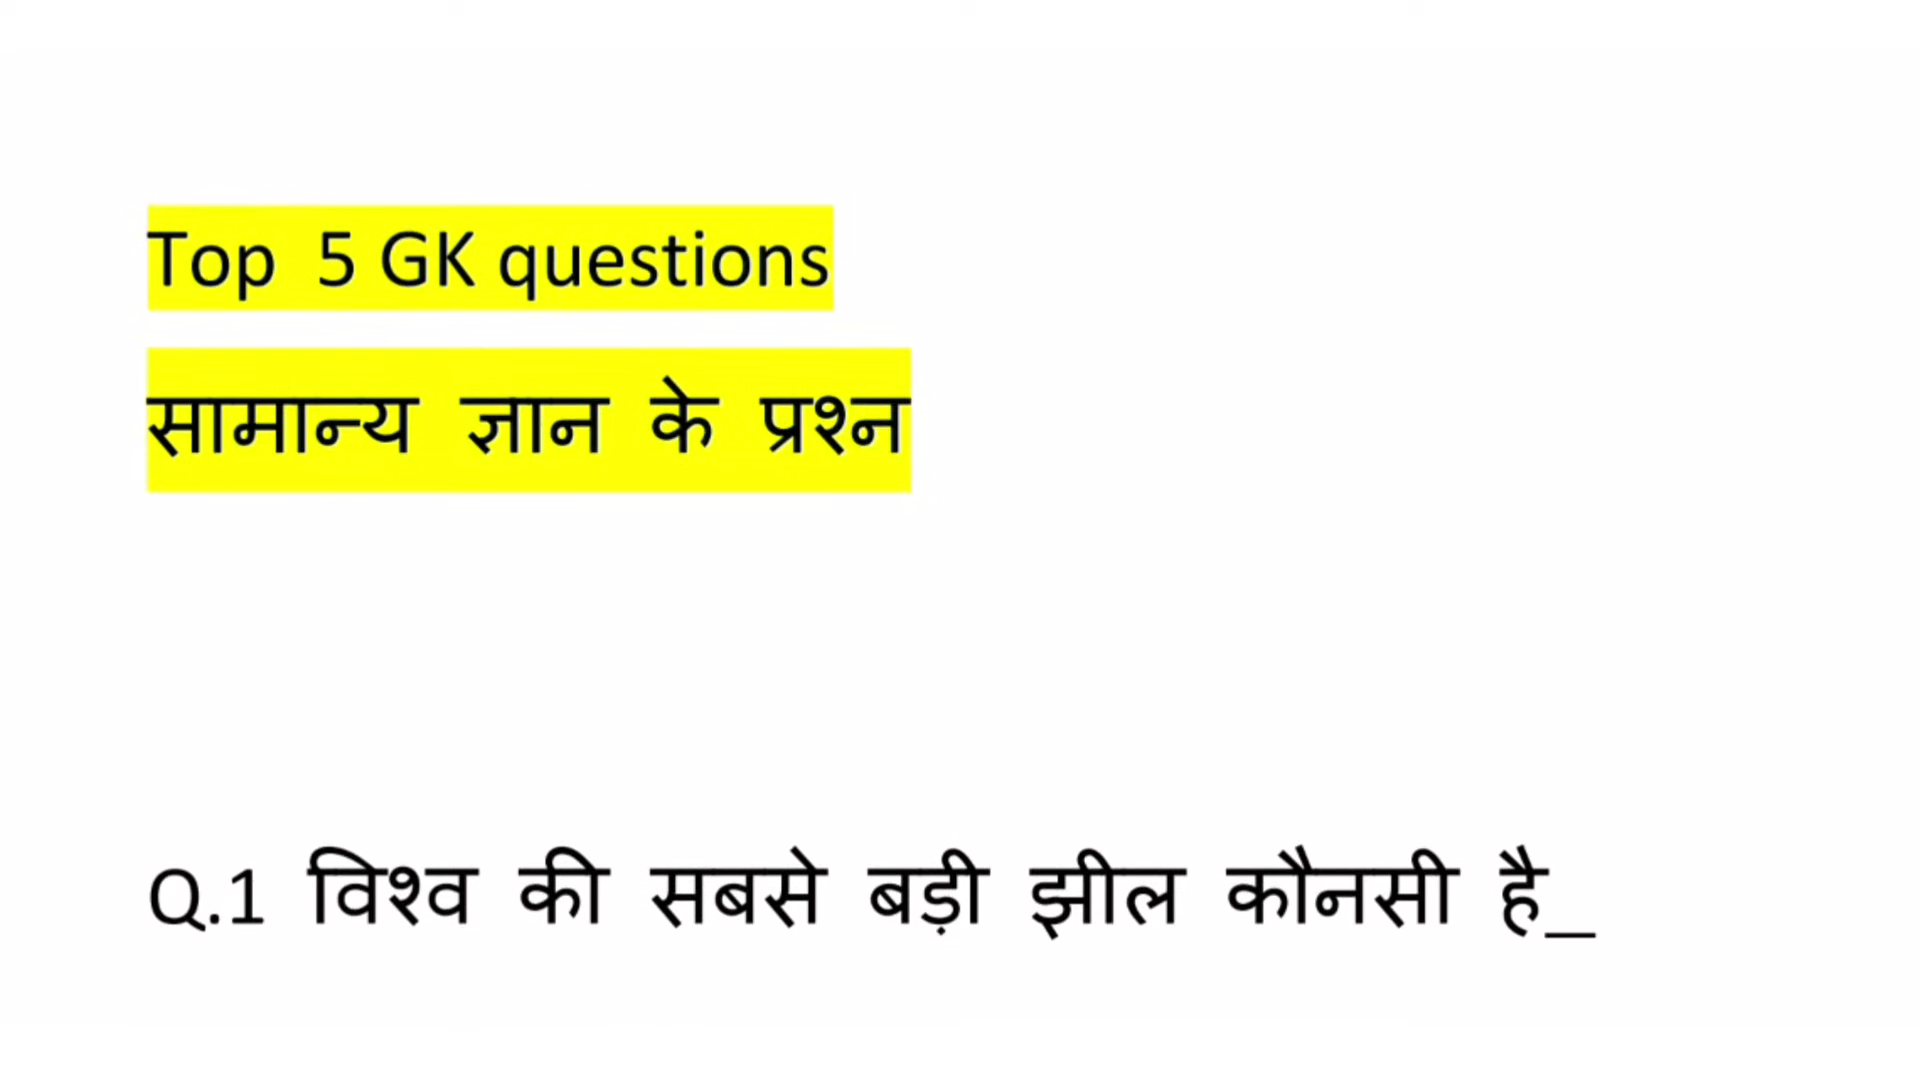 Top  5 GK questions
सामान्य ज्ञान के प्रश्न
Q.1 विश्व की सबसे बड़ी झील कौनसी है_